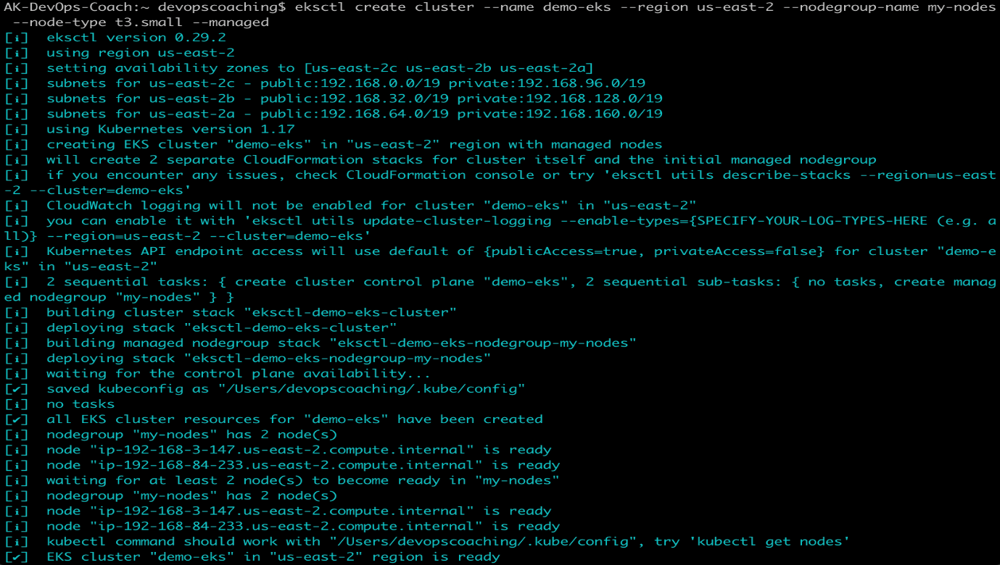 AK-DevOps-Coach:~ devopscoaching$ eksctl create cluster --name demo-eks --region us-east-2 --nodegroup-name my-nodes
 --node-type t3.small --managed
[ℹ]  eksctl version 0.29.2
[ℹ]  using region us-east-2
[ℹ]  setting availability zones to [us-east-2c us-east-2b us-east-2a]
[ℹ]  subnets for us-east-2c - public:192.168.0.0/19 private:192.168.96.0/19
[ℹ]  subnets for us-east-2b - public:192.168.32.0/19 private:192.168.128.0/19
[ℹ]  subnets for us-east-2a - public:192.168.64.0/19 private:192.168.160.0/19
[ℹ]  using Kubernetes version 1.17
[ℹ]  creating EKS cluster "demo-eks" in "us-east-2" region with managed nodes
[ℹ]  will create 2 separate CloudFormation stacks for cluster itself and the initial managed nodegroup
[ℹ]  if you encounter any issues, check CloudFormation console or try 'eksctl utils describe-stacks --region=us-east
-2 --cluster=demo-eks'
[ℹ]  CloudWatch logging will not be enabled for cluster "demo-eks" in "us-east-2"
[ℹ]  you can enable it with 'eksctl utils update-cluster-logging --enable-types={SPECIFY-YOUR-LOG-TYPES-HERE (e.g. a
ll)} --region=us-east-2 --cluster=demo-eks'
[ℹ]  Kubernetes API endpoint access will use default of {publicAccess=true, privateAccess=false} for cluster "demo-e
ks" in "us-east-2"
[ℹ]  2 sequential tasks: { create cluster control plane "demo-eks", 2 sequential sub-tasks: { no tasks, create manag
ed nodegroup "my-nodes" } }
[ℹ]  building cluster stack "eksctl-demo-eks-cluster"
[ℹ]  deploying stack "eksctl-demo-eks-cluster"
[ℹ]  building managed nodegroup stack "eksctl-demo-eks-nodegroup-my-nodes"
[ℹ]  deploying stack "eksctl-demo-eks-nodegroup-my-nodes"
[ℹ]  waiting for the control plane availability...
[✔]  saved kubeconfig as "/Users/devopscoaching/.kube/config"
[ℹ]  no tasks
[✔]  all EKS cluster resources for "demo-eks" have been created
[ℹ]  nodegroup "my-nodes" has 2 node(s)
[ℹ]  node "ip-192-168-3-147.us-east-2.compute.internal" is ready
[ℹ]  node "ip-192-168-84-233.us-east-2.compute.internal" is ready
[ℹ]  waiting for at least 2 node(s) to become ready in "my-nodes"
[ℹ]  nodegroup "my-nodes" has 2 node(s)
[ℹ]  node "ip-192-168-3-147.us-east-2.compute.internal" is ready
[ℹ]  node "ip-192-168-84-233.us-east-2.compute.internal" is ready
[ℹ]  kubectl command should work with "/Users/devopscoaching/.kube/config", try 'kubectl get nodes'
[✔]  EKS cluster "demo-eks" in "us-east-2" region is ready